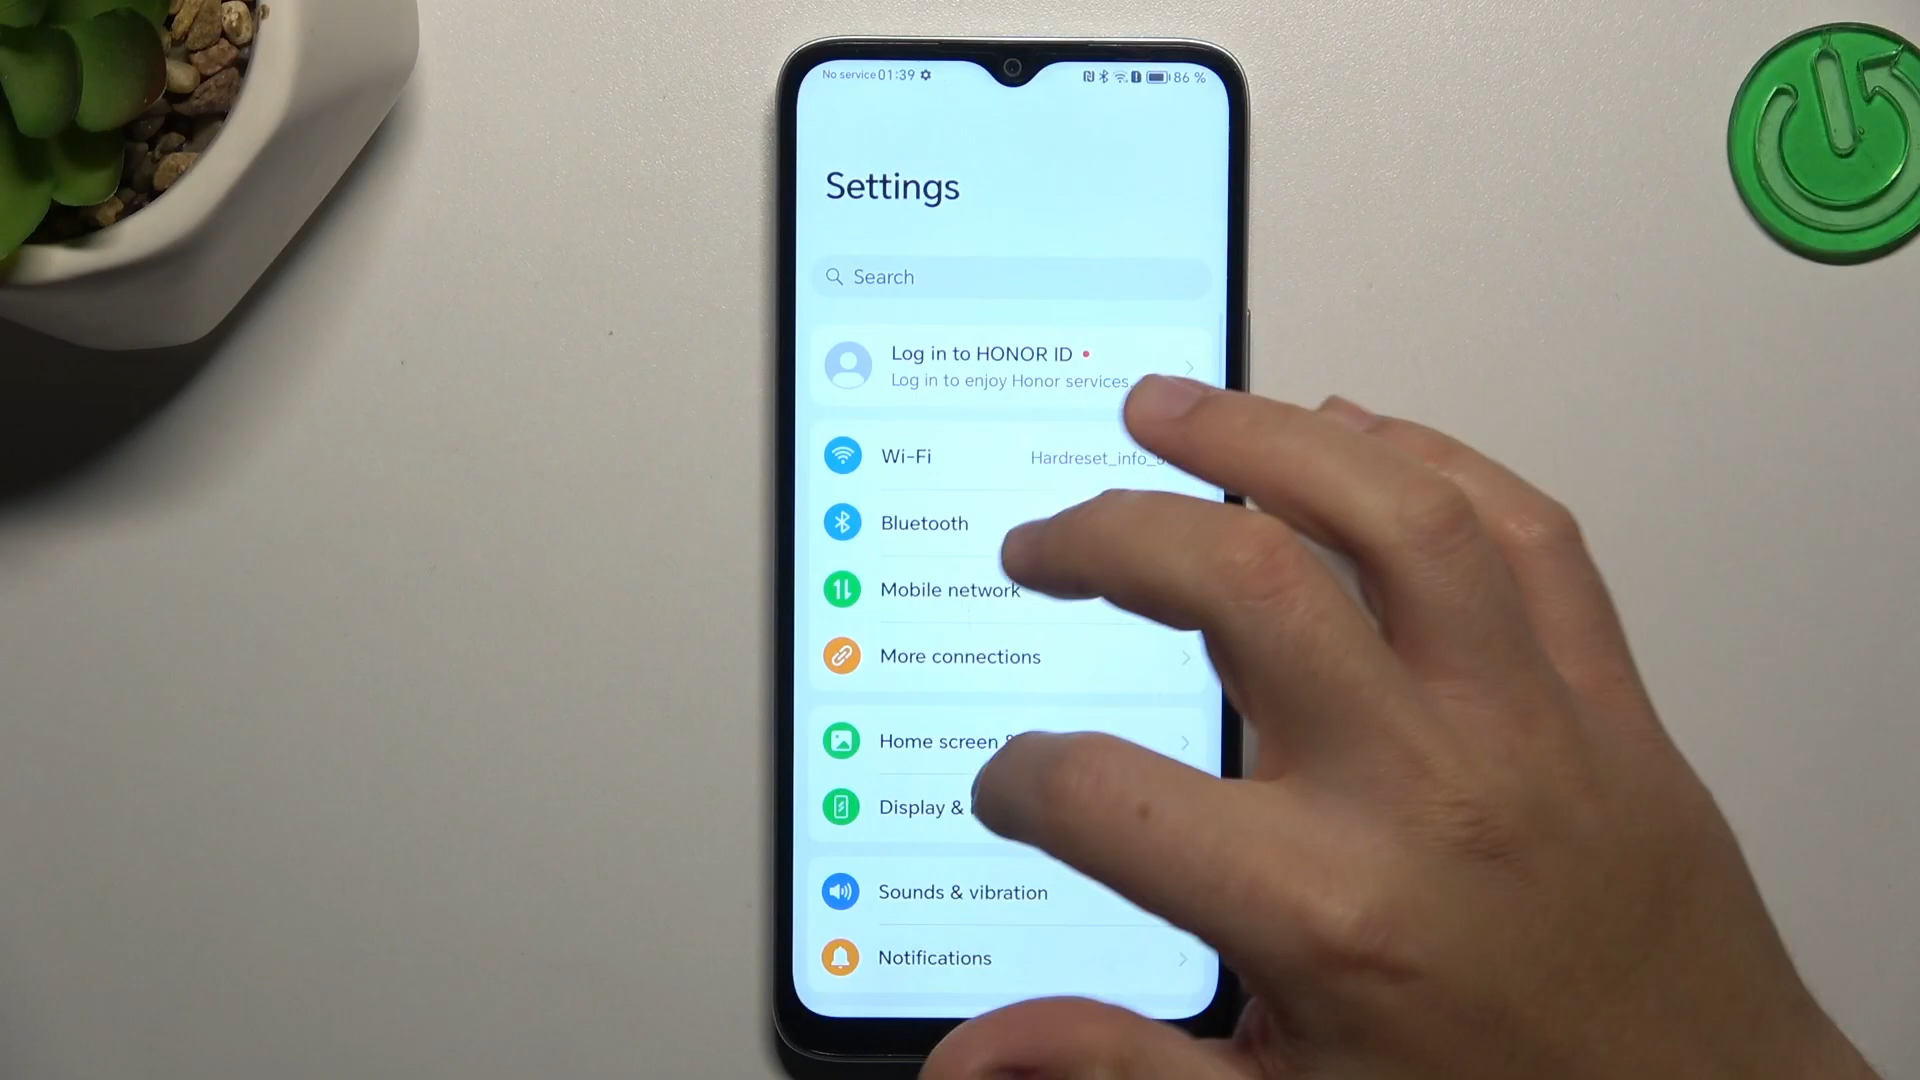 No service 01:39
86 %
Settings
Search
Log in to HONOR ID
Log in to enjoy Honor services.
Wi-Fi
Hardreset_info_
Bluetooth
Mobile network
More connections
Home screen
Display &
Sounds & vibration
Notifications